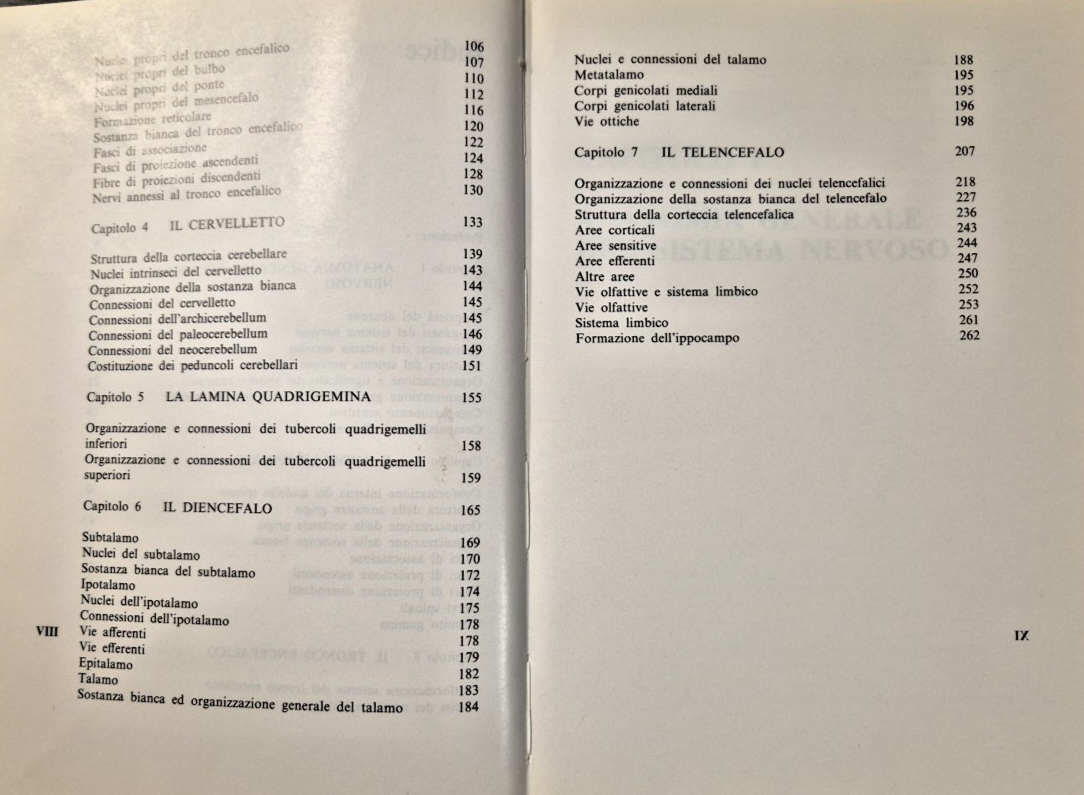 Nuclei propri del tronco encefalico 106
Nuclei propri del bulbo 107
Nuclei propri del ponte 110
Nuclei propri del mesencefalo 112
Formazione reticolare 116
Sostanza bianca del tronco encefalico 120
Fasci di associazione 122
Fasci di proiezione ascendenti 124
Fibre di proiezioni discendenti 128
Nervi annessi al tronco encefalico 130
Capitolo 4 IL CERVELLETTO 133
Struttura della corteccia cerebellare 139
Nuclei intrinseci del cervelletto 143
Organizzazione della sostanza bianca 144
Connessioni del cervelletto 145
Connessioni dell'archicerebellum 145
Connessioni del paleocerebellum 146
Connessioni del neocerebellum 149
Costituzione dei peduncoli cerebellari 151
Capitolo 5 LA LAMINA QUADRIGEMINA 155
Organizzazione e connessioni dei tubercoli quadrigemelli
inferiori 158
Organizzazione e connessioni dei tubercoli quadrigemelli
superiori 159
Capitolo 6 IL DIENCEFALO 165
Subtalamo 169
Nuclei del subtalamo 170
Sostanza bianca del subtalamo 172
Ipotalamo 174
Nuclei dell'ipotalamo 175
Connessioni dell'ipotalamo 178
Vie afferenti 178
Vie efferenti 179
Epitalamo 182
Talamo 183
Sostanza bianca ed organizzazione generale del talamo 184
VIII
Nuclei e connessioni del talamo 188
Metatalamo 195
Corpi genicolati mediali 195
Corpi genicolati laterali 196
Vie ottiche 198
Capitolo 7 IL TELENCEFALO 207
Organizzazione e connessioni dei nuclei telencefalici 218
Organizzazione della sostanza bianca del telencefalo 227
Struttura della corteccia telencefalica 236
Aree corticali 243
Aree sensitive 244
Aree efferenti 247
Altre aree 250
Vie olfattive e sistema limbico 252
Vie olfattive 253
Sistema limbico 261
Formazione dell'ippocampo 262
IX